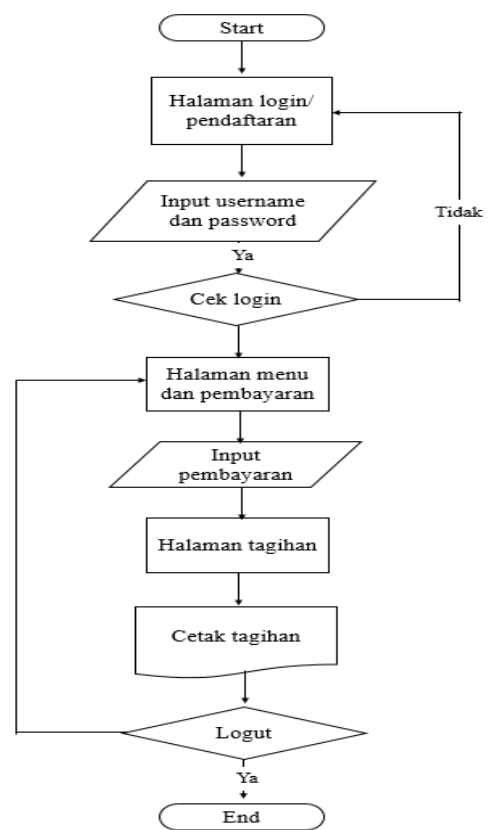 Start
Halaman login/
pendaftaran
Input username
dan password
Tidak
Ya
Cek login
Halaman menu
dan pembayaran
Input
pembayaran
Halaman tagihan
Cetak tagihan
Logut
Ya
End